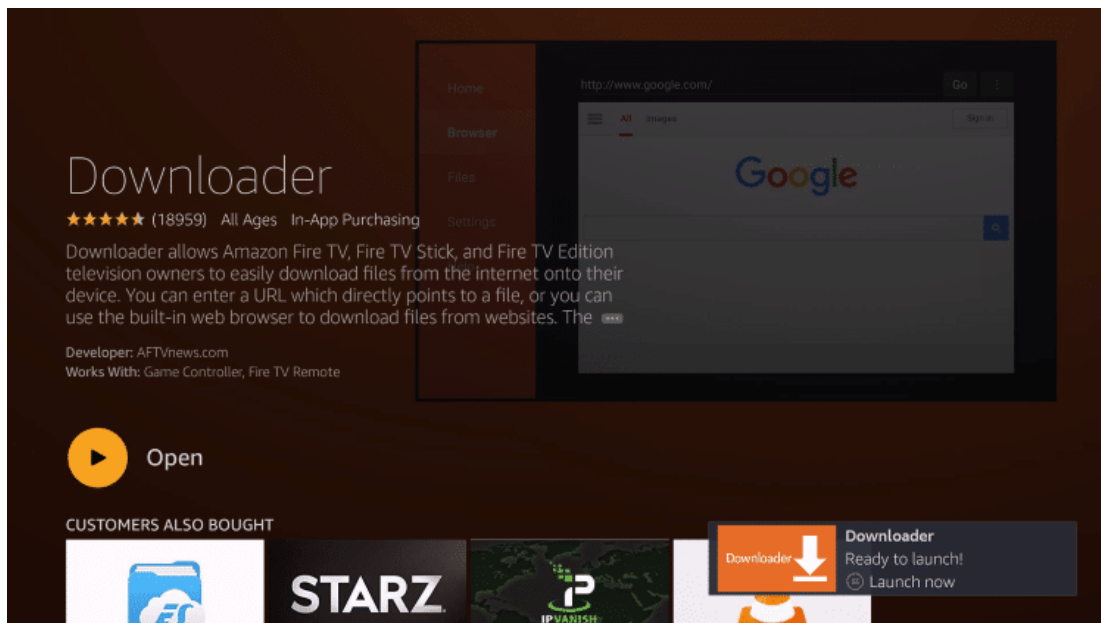 Home
http://www.google.com/
Go
All
Images
Sign in
Browser
Google
Downloader
Files
(18959) All Ages In-App Purchasing
Settings
Downloader allows Amazon Fire TV, Fire TV Stick, and Fire TV Edition
television owners to easily download files from the internet onto their
device. You can enter a URL which directly points to a file, or you can
use the built-in web browser to download files from websites. The
Developer: AFTVnews.com
Works With: Game Controller, Fire TV Remote
Open
CUSTOMERS ALSO BOUGHT
STARZ
IPVANISH
Downloader
Downloader
Ready to launch!
Launch now